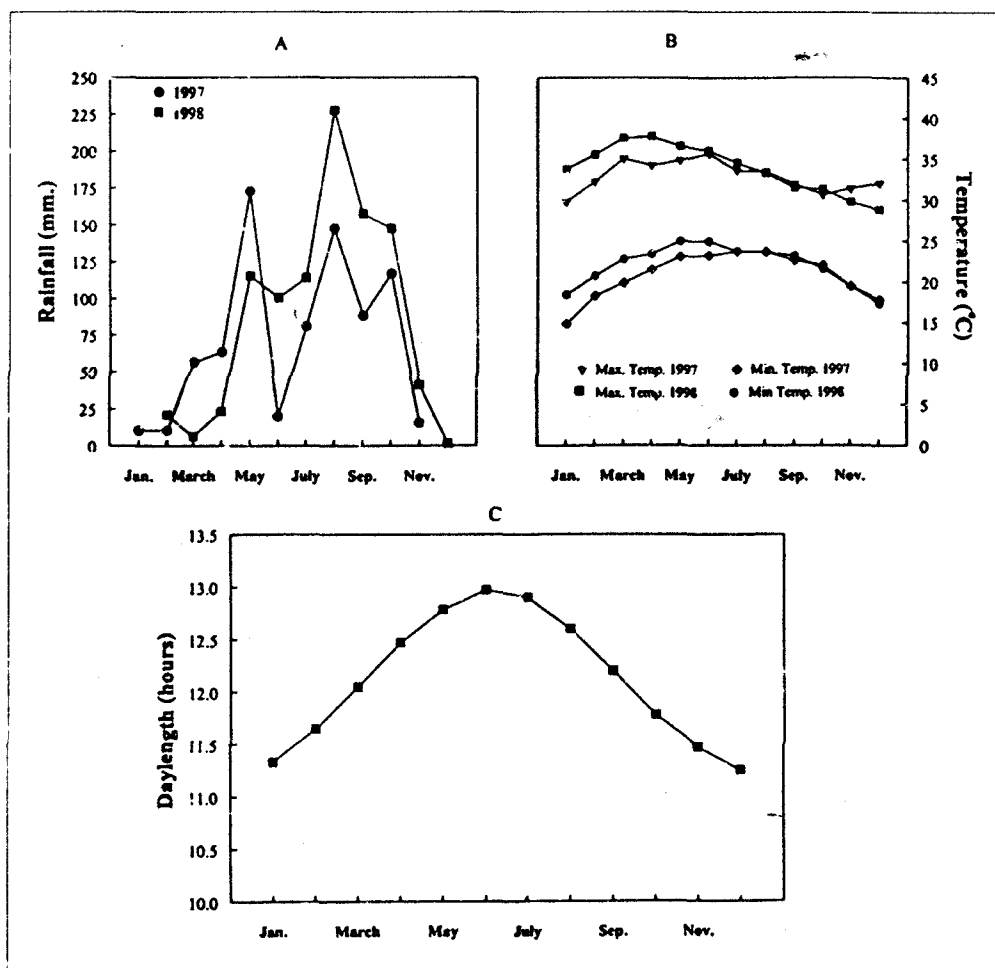 A
250
225
200
175
150
125
100
75
50
25
0
Rainfall (mm.)
1997
1998
Jan. March May July Sep. Nov.
B
45
40
35
30
25
20
15
10
5
0
Temperature (°C)
Max. Temp. 1997
Min. Temp. 1997
Max. Temp. 1998
Min Temp. 1998
Jan. March May July Sep. Nov.
C
13.5
13.0
12.5
12.0
11.5
11.0
10.5
10.0
Daylength (hours)
Jan. March May July Sep. Nov.